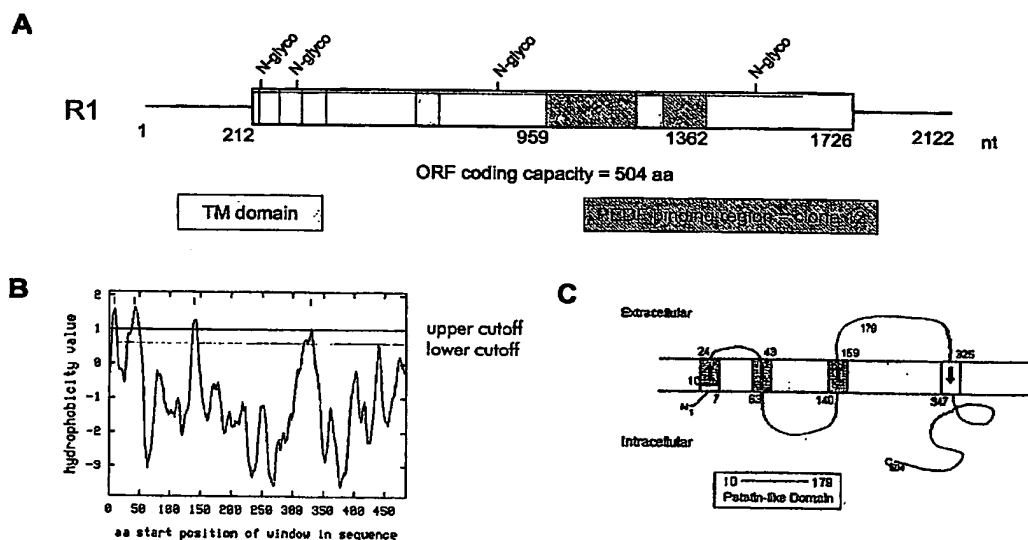 A
N-glyco
N-glyco
N-glyco
N-glyco
R1
1
212
959
1362
1726
2122
nt
ORF coding capacity = 504 aa
TM domain
binding region
B
hydrophobicity value
2
1
0
-1
-2
-3
0 50 100 150 200 250 300 350 400 450
aa start position of window in sequence
upper cutoff
lower cutoff
C
Extracellular
179
24
43
159
325
10
7
63
140
347
N
Intracellular
C
504
10 179
Patatin-like Domain